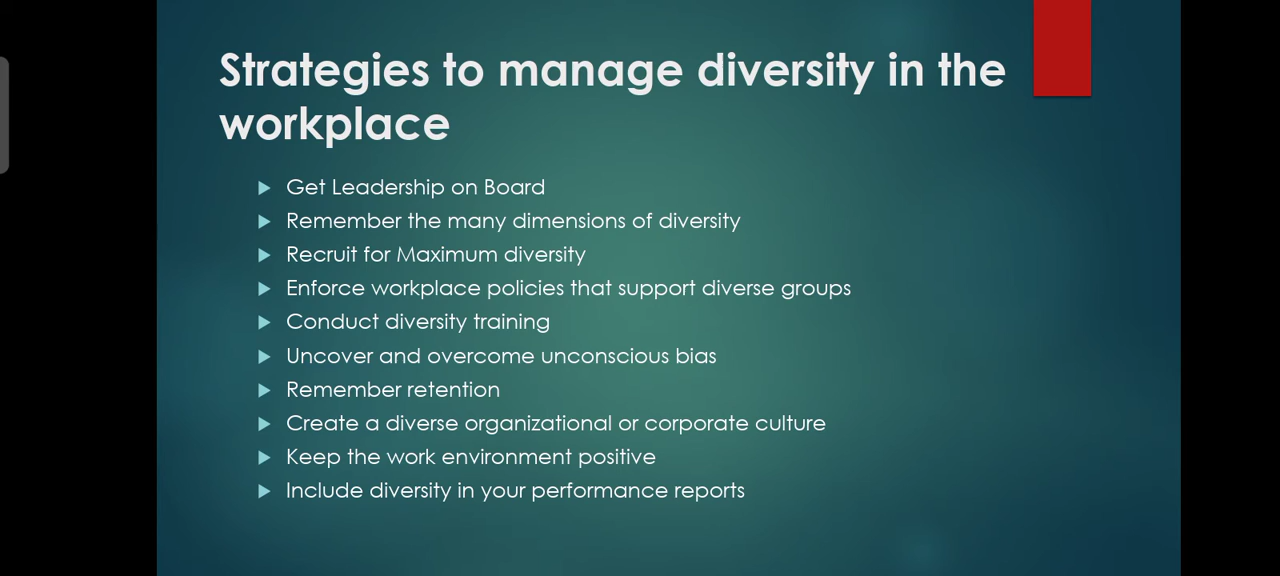 Strategies to manage diversity in the
workplace
Get Leadership on Board
Remember the many dimensions of diversity
Recruit for Maximum diversity
Enforce workplace policies that support diverse groups
Conduct diversity training
Uncover and overcome unconscious bias
Remember retention
Create a diverse organizational or corporate culture
Keep the work environment positive
Include diversity in your performance reports